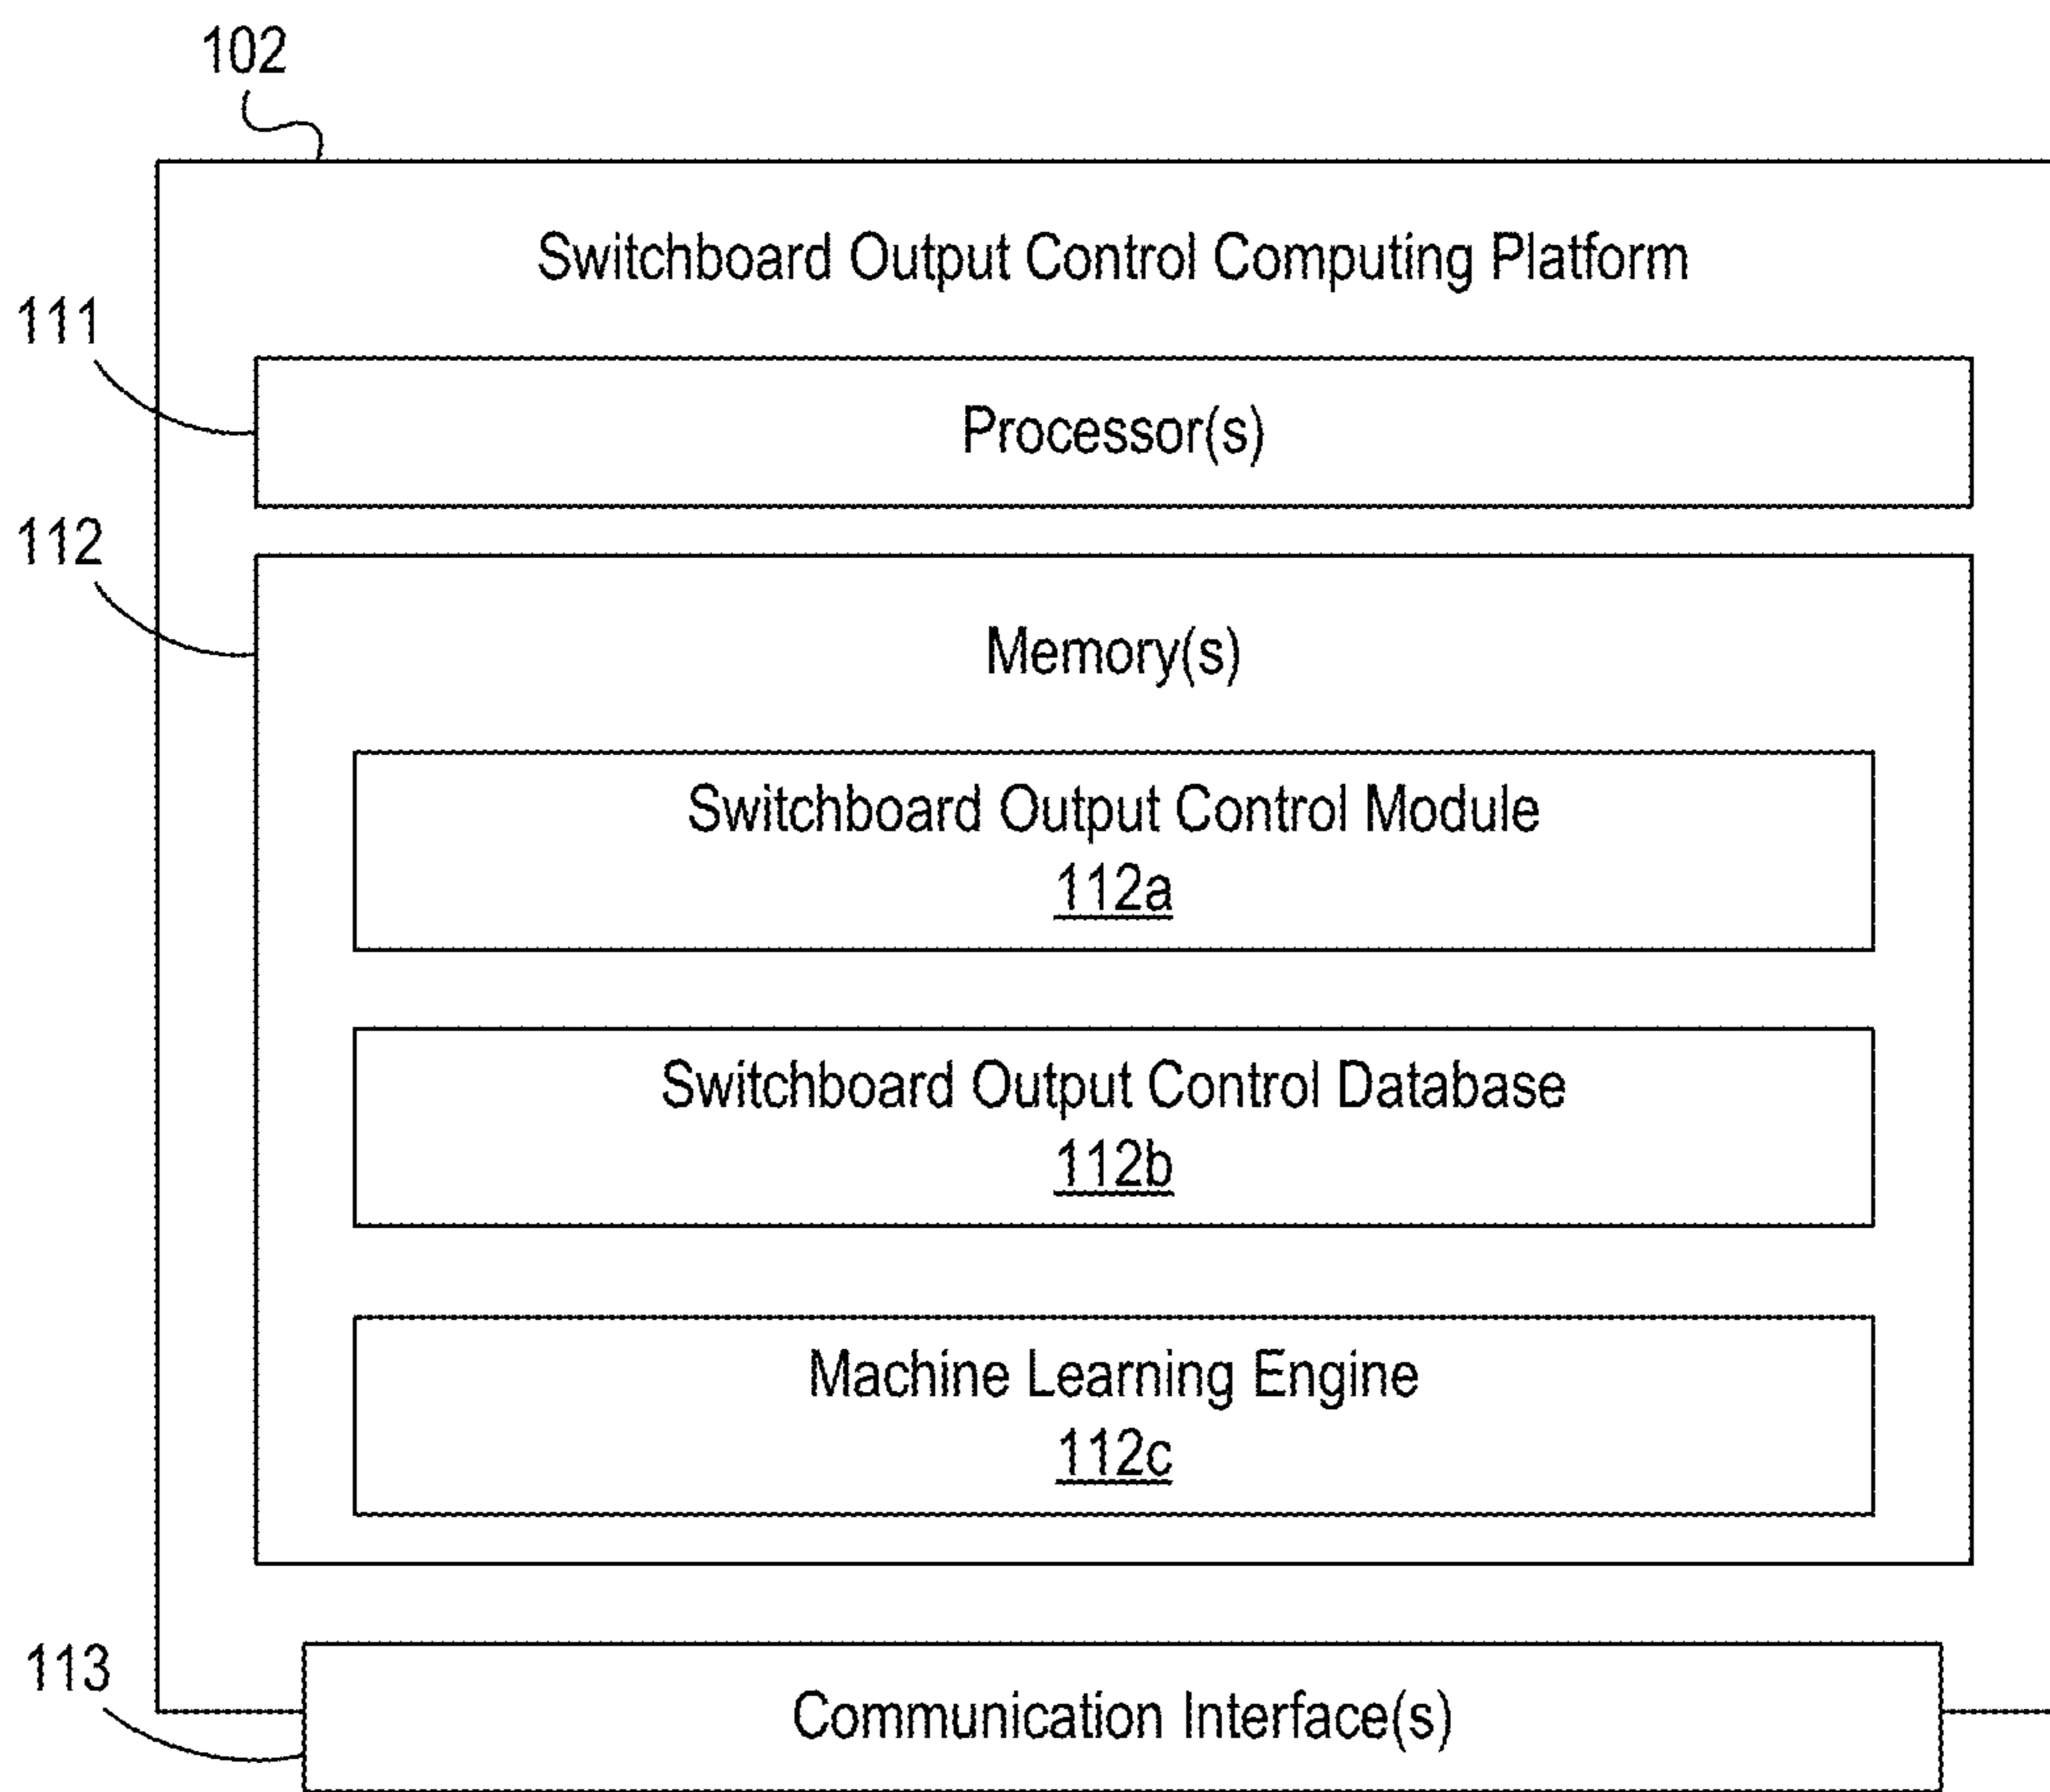 102
Switchboard Output Control Computing Platform
111
Processor(s)
112
Memory(s)
Switchboard Output Control Module
112a
Switchboard Output Control Database
112b
Machine Learning Engine
112c
113
Communication Interface(s)